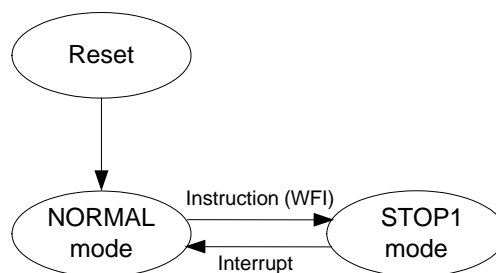 Reset
Instruction (WFI)
NORMAL
mode
STOP1
mode
Interrupt